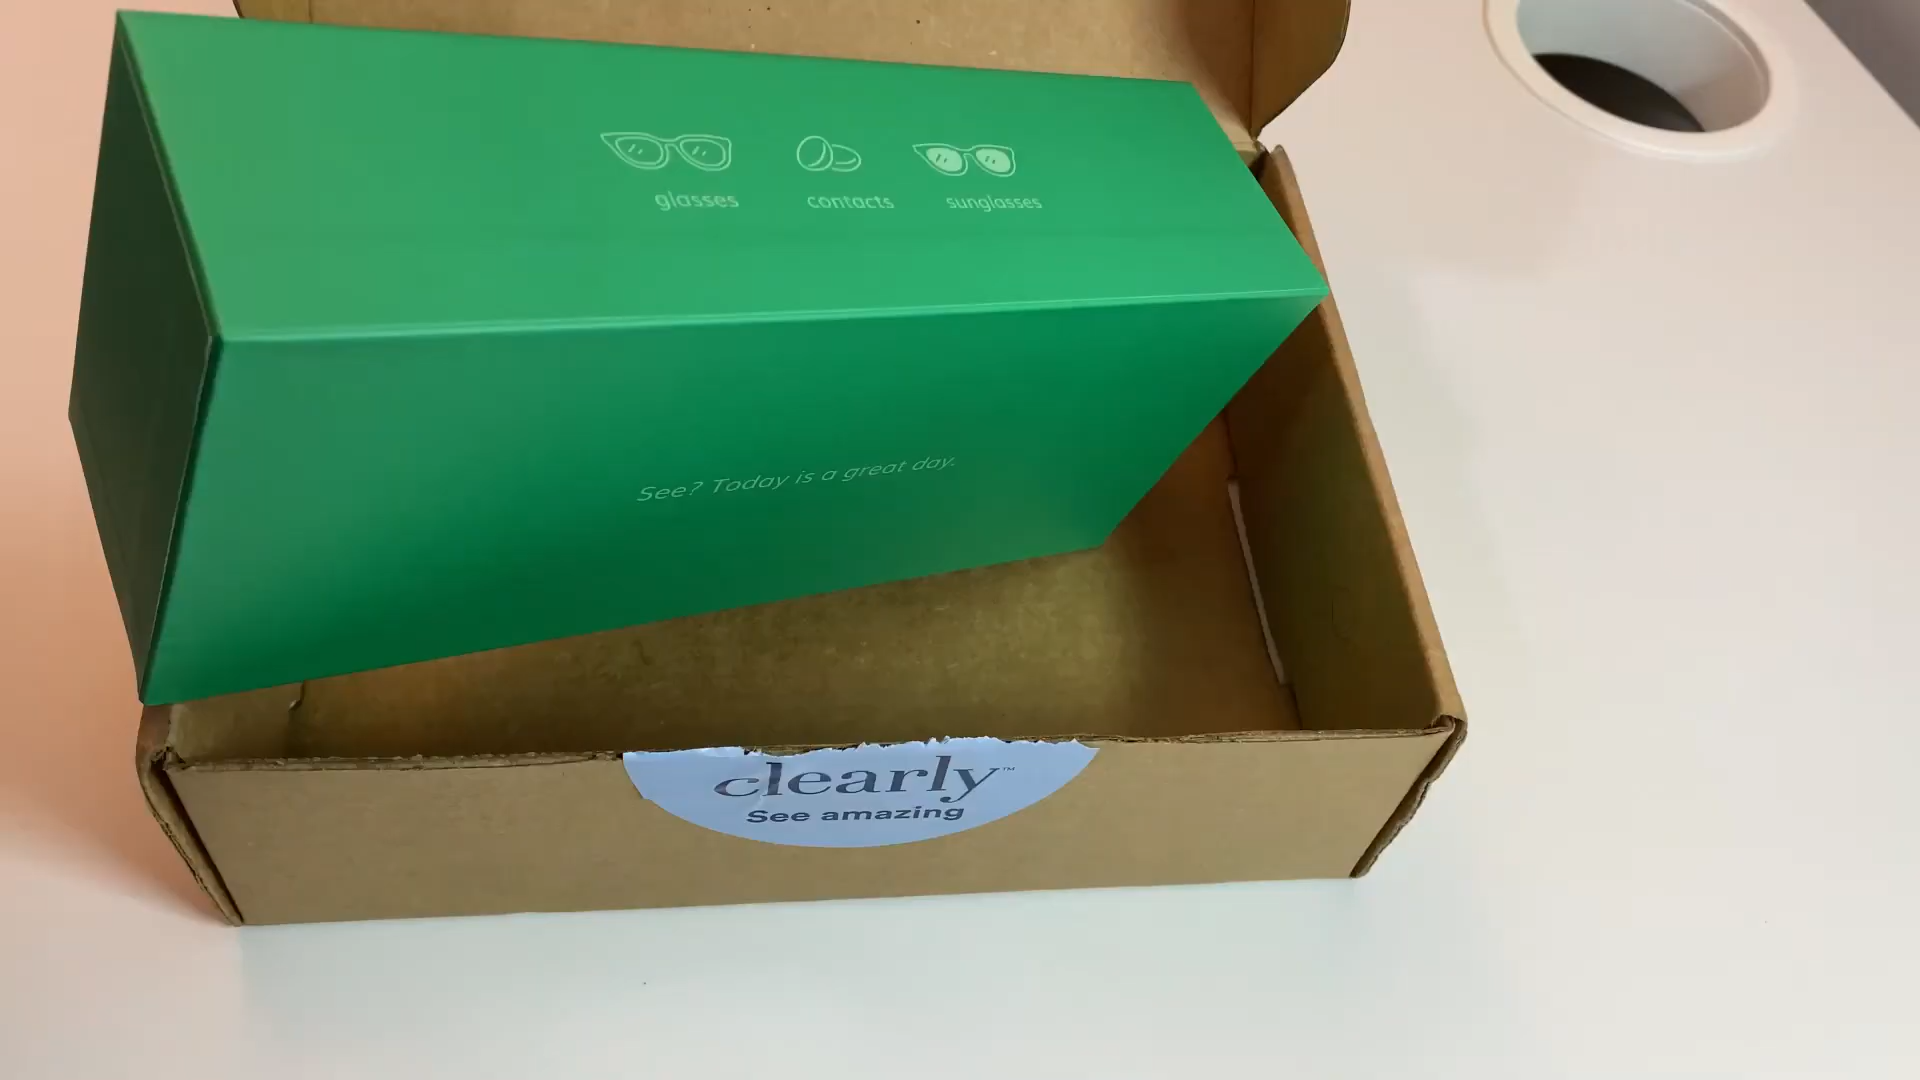 glasses contacts sunglasses
See? Today is a great day.
clearly™
See amazing